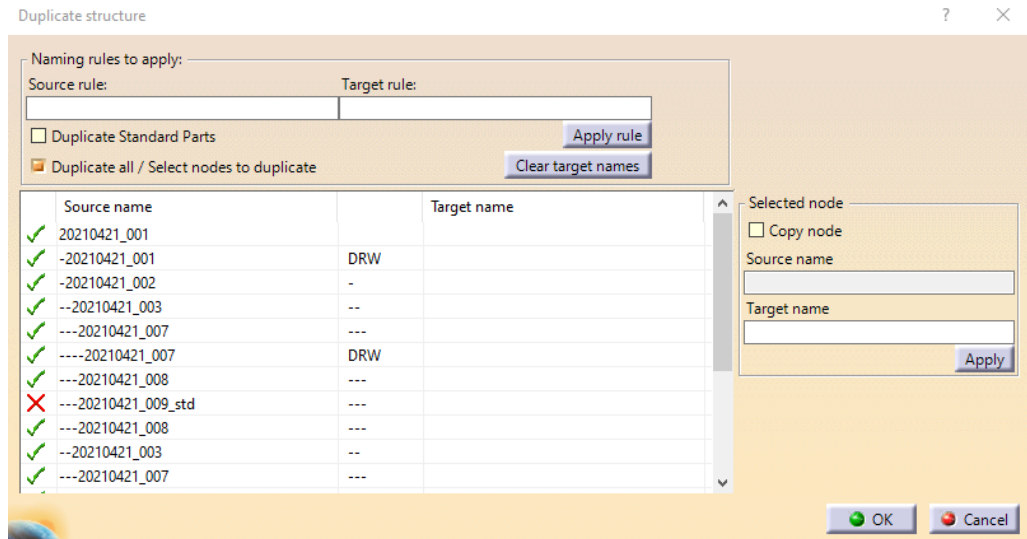 Duplicate structure ? ×
Naming rules to apply:
Source rule: Target rule:
Duplicate Standard Parts
Apply rule
Duplicate all / Select nodes to duplicate
Clear target names
Source name Target name
20210421_001
-20210421_001 DRW
-20210421_002 -
--20210421_003 --
---20210421_007 ---
----20210421_007 DRW
---20210421_008 ---
---20210421_009_std ---
---20210421_008 ---
--20210421_003 --
---20210421_007 ---
Selected node
Copy node
Source name
Target name
Apply
OK Cancel